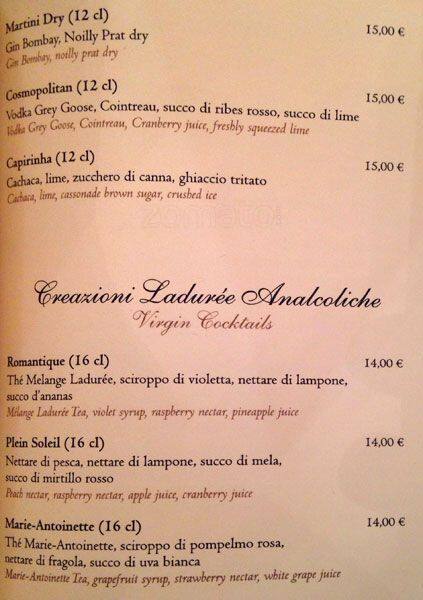 Martini Dry (12 cl) 15,00 €
Gin Bombay, Noilly Prat dry
Gin Bombay, noilly prat dry
Cosmopolitan (12 cl) 15,00 €
Vodka Grey Goose, Cointreau, succo di ribes rosso, succo di lime
Vodka Grey Goose, Cointreau, Cranberry juice, freshly squeezed lime
Capirinha (12 cl) 15,00 €
Cachaca, lime, zucchero di canna, ghiaccio tritato
Cachaca, lime, cassonade brown sugar, crushed ice
zomato.com
Creazioni Ladurée Analcoliche
Virgin Cocktails
Romantique (16 cl) 14,00 €
Thé Melange Ladurée, sciroppo di violetta, nettare di lampone,
succo d'ananas
Mélange Ladurée Tea, violet syrup, raspberry nectar, pineapple juice
Plein Soleil (16 cl) 14,00 €
Nettare di pesca, nettare di lampone, succo di mela,
succo di mirtillo rosso
Peach nectar, raspberry nectar, apple juice, cranberry juice
Marie-Antoinette (16 cl) 14,00 €
Thé Marie-Antoinette, sciroppo di pompelmo rosa,
nettare di fragola, succo di uva bianca
Marie-Antoinette Tea, grapefruit syrup, strawberry nectar, white grape juice